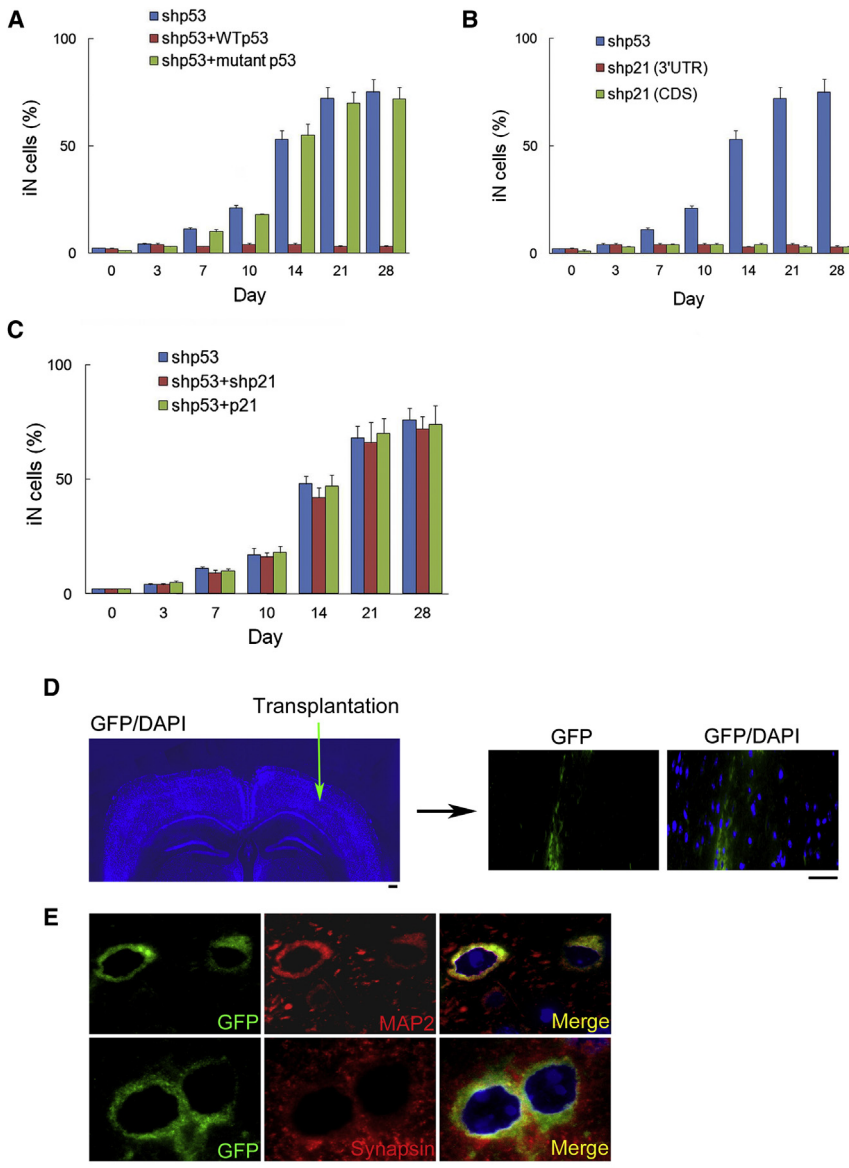 A
shp53
shp53+WTp53
shp53+mutant p53
100
50
0
iN cells (%)
0 3 7 10 14 21 28
Day
B
shp53
shp21 (3'UTR)
shp21 (CDS)
100
50
0
iN cells (%)
0 3 7 10 14 21 28
Day
C
shp53
shp53+shp21
shp53+p21
100
50
0
iN cells (%)
0 3 7 10 14 21 28
Day
D
GFP/DAPI
Transplantation
GFP
GFP/DAPI
E
GFP
MAP2
Merge
GFP
Synapsin
Merge